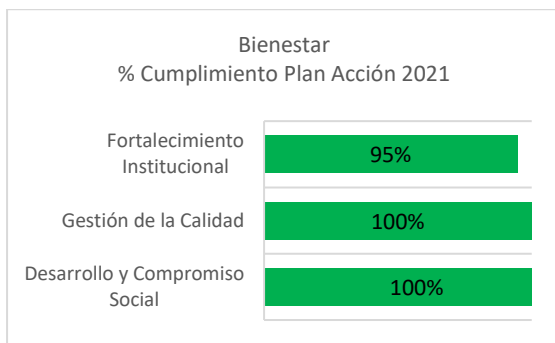 Bienestar
% Cumplimiento Plan Acción 2021
Fortalecimiento
Institucional
95%
Gestión de la Calidad
100%
Desarrollo y Compromiso
Social
100%